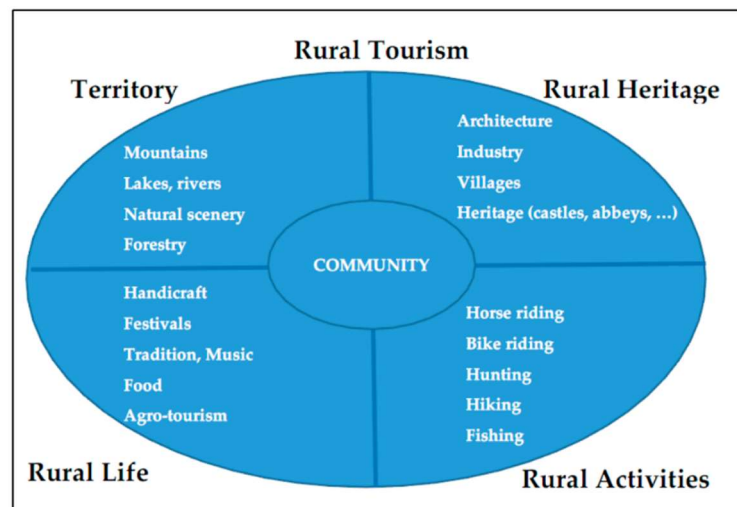 Rural Tourism
Territory
Mountains
Lakes, rivers
Natural scenery
Forestry
Rural Heritage
Architecture
Industry
Villages
Heritage (castles, abbeys, …)
COMMUNITY
Handicraft
Festivals
Tradition, Music
Food
Agro-tourism
Rural Life
Horse riding
Bike riding
Hunting
Hiking
Fishing
Rural Activities